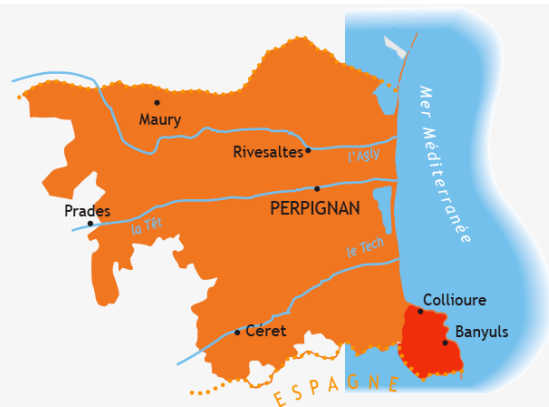 Mer Méditerranée
Maury
Rivesaltes
l'Agly
PERPIGNAN
Prades
la Têt
le Tech
Collioure
Céret
Banyuls
ESPAGNE